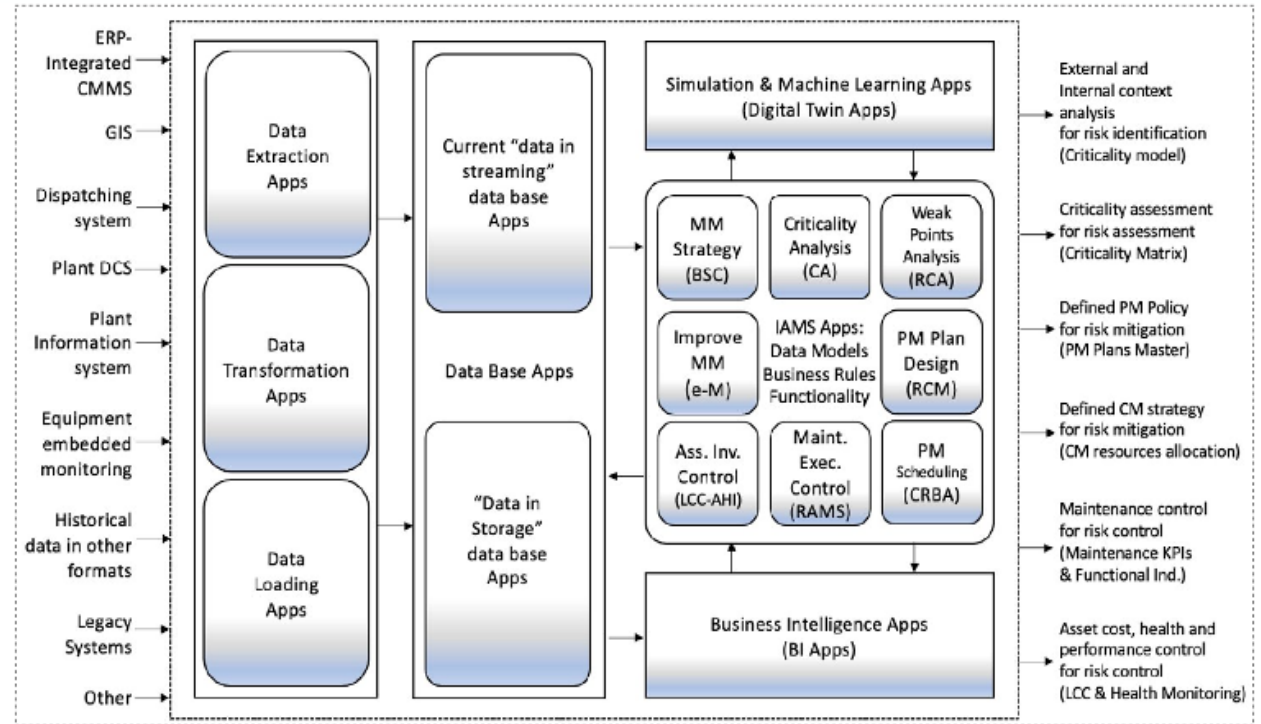 ERP-
Integrated
CMMS
GIS
Dispatching
system
Plant DCS
Plant
Information
system
Equipment
embedded
monitoring
Historical
data in other
formats
Legacy
Systems
Other
Data
Extraction
Apps
Data
Transformation
Apps
Data
Loading
Apps
Current “data in
streaming”
data base
Apps
Data Base Apps
“Data in
Storage”
data base
Apps
Simulation & Machine Learning Apps
(Digital Twin Apps)
MM
Strategy
(BSC)
Criticality
Analysis
(CA)
Weak
Points
Analysis
(RCA)
Improve
MM
(e-M)
IAMS Apps:
Data Models
Business Rules
Functionality
PM Plan
Design
(RCM)
Ass. Inv.
Control
(LCC-AHI)
Maint.
Exec.
Control
(RAMS)
PM
Scheduling
(CRBA)
Business Intelligence Apps
(BI Apps)
External and
Internal context
analysis
for risk identification
(Criticality model)
Criticality assessment
for risk assessment
(Criticality Matrix)
Defined PM Policy
for risk mitigation
(PM Plans Master)
Defined CM strategy
for risk mitigation
(CM resources allocation)
Maintenance control
for risk control
(Maintenance KPIs
& Functional Ind.)
Asset cost, health and
performance control
for risk control
(LCC & Health Monitoring)